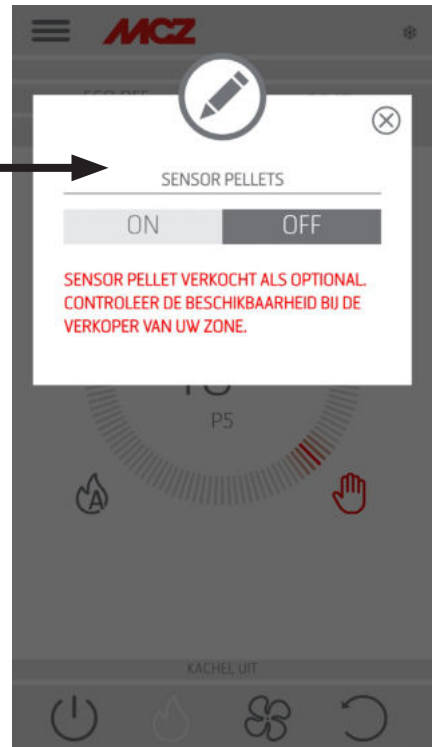 MCZ
SENSOR PELLETS
ON OFF
SENSOR PELLET VERKOCHT ALS OPTIONAL.
CONTROLEER DE BESCHIKBAARHEID BIJ DE
VERKOPER VAN UW ZONE.
P5
A
KACHEL UIT